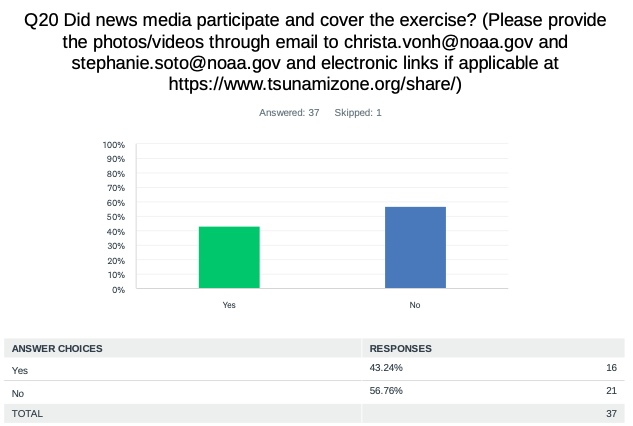 Q20 Did news media participate and cover the exercise? (Please provide
the photos/videos through email to christa.vonh@noaa.gov and
stephanie.soto@noaa.gov and electronic links if applicable at
https://www.tsunamizone.org/share/)
Answered: 37 Skipped: 1
100%
90%
80%
70%
60%
50%
40%
30%
20%
10%
0%
Yes No
ANSWER CHOICES RESPONSES
Yes 43.24% 16
No 56.76% 21
TOTAL 37